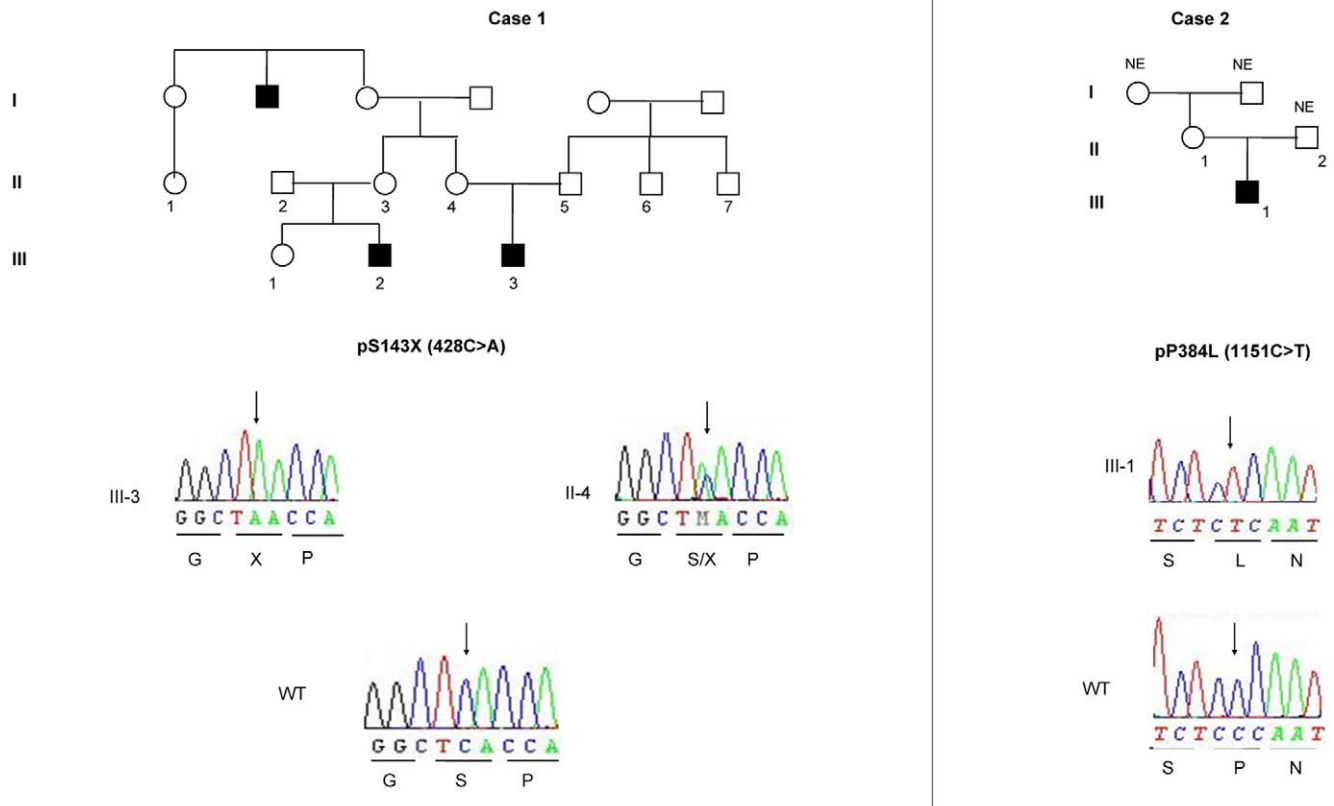 Case 1
I
II
1
2
3
4
5
6
7
III
1
2
3
pS143X (428C>A)
III-3
GGCTAACCA
G X P
II-4
GGCTMACCA
G S/X P
WT
GGCTCACCA
G S P
Case 2
NE NE
I
NE
II
1
2
III
1
pP384L (1151C>T)
III-1
TCTCTCAAT
S L N
WT
TCTCCCAAT
S P N